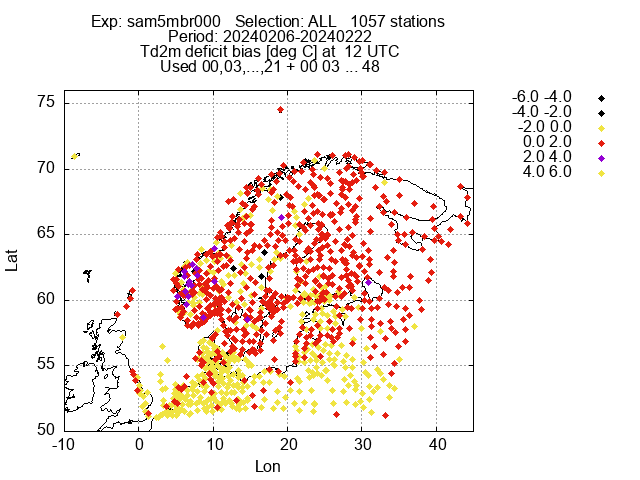 Exp: sam5mbr000 Selection: ALL 1057 stations
Period: 20240206-20240222
Td2m deficit bias [deg C] at 12 UTC
Used 00,03,...,21 + 00 03 ... 48
-6.0 -4.0
-4.0 -2.0
-2.0 0.0
0.0 2.0
2.0 4.0
4.0 6.0
75
70
65
60
55
50
Lat
-10 0 10 20 30 40
Lon